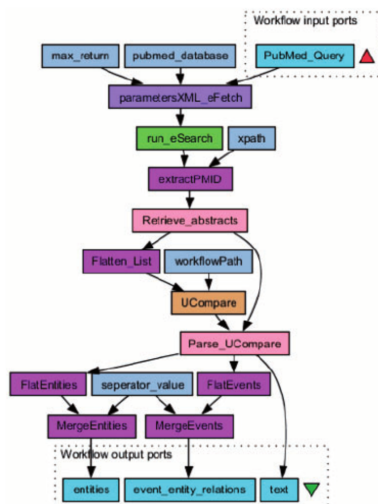 Workflow input ports
max_return
pubmed_database
PubMed_Query
parametersXML_eFetch
run_eSearch
xpath
extractPMID
Retrieve_abstracts
Flatten_List
workflowPath
UCompare
Parse_UCompare
FlatEntities
seperator_value
FlatEvents
MergeEntities
MergeEvents
Workflow output ports
entities
event_entity_relations
text